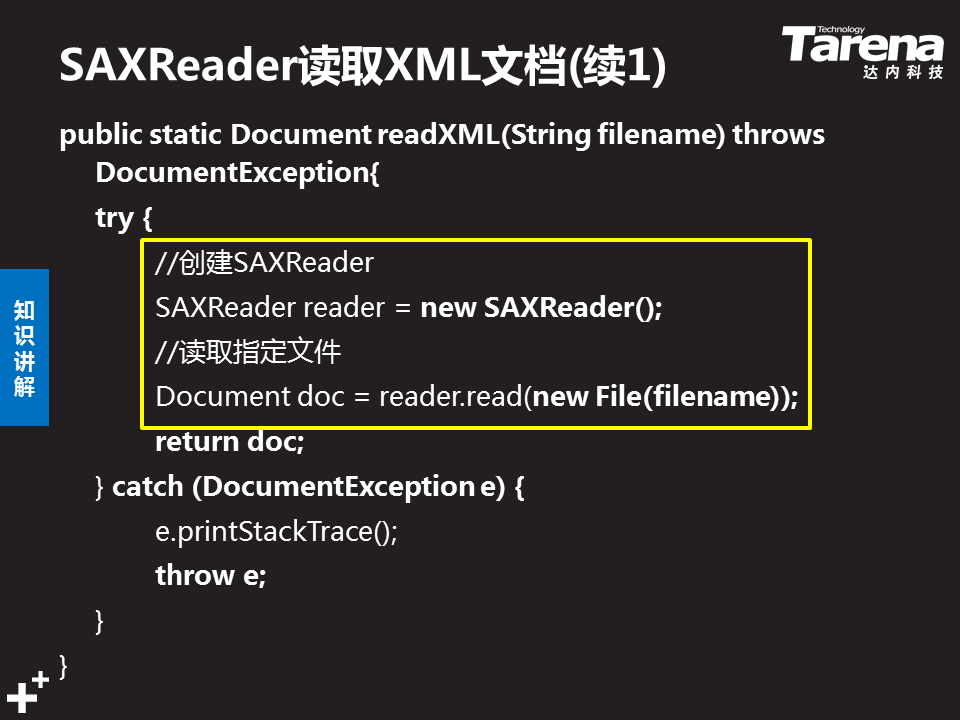 SAXReader读取XML文档(续1)
Technology
Tarena
达内科技
public static Document readXML(String filename) throws
DocumentException{
try {
//创建SAXReader
SAXReader reader = new SAXReader();
//读取指定文件
Document doc = reader.read(new File(filename));
return doc;
} catch (DocumentException e) {
e.printStackTrace();
throw e;
}
}
知识讲解